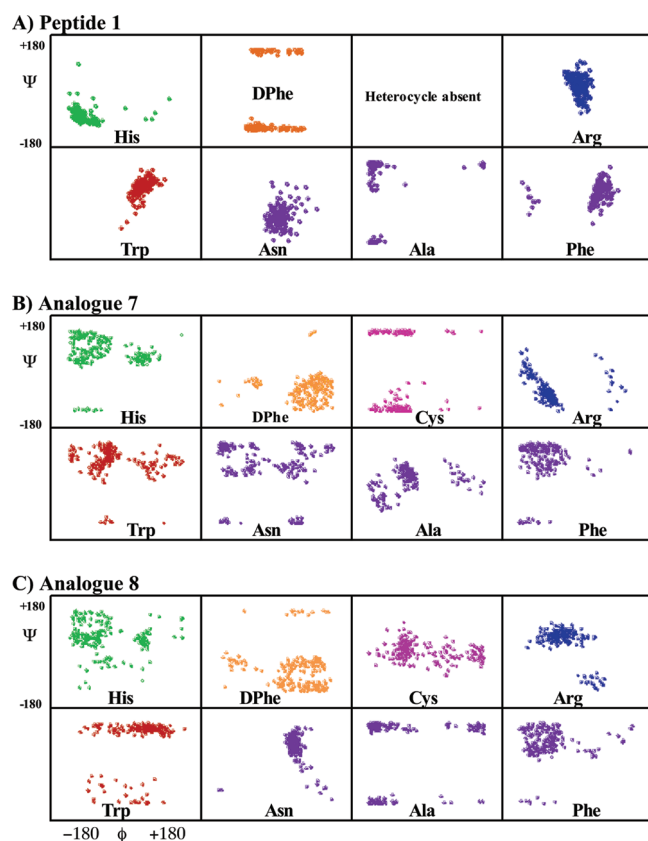 A) Peptide 1
+180
Ψ
-180
His
DPhe
Heterocycle absent
Arg
Trp
Asn
Ala
Phe
B) Analogue 7
+180
Ψ
-180
His
DPhe
Cys
Arg
Trp
Asn
Ala
Phe
C) Analogue 8
+180
Ψ
-180
His
DPhe
Cys
Arg
Trp
Asn
Ala
Phe
−180 ϕ +180